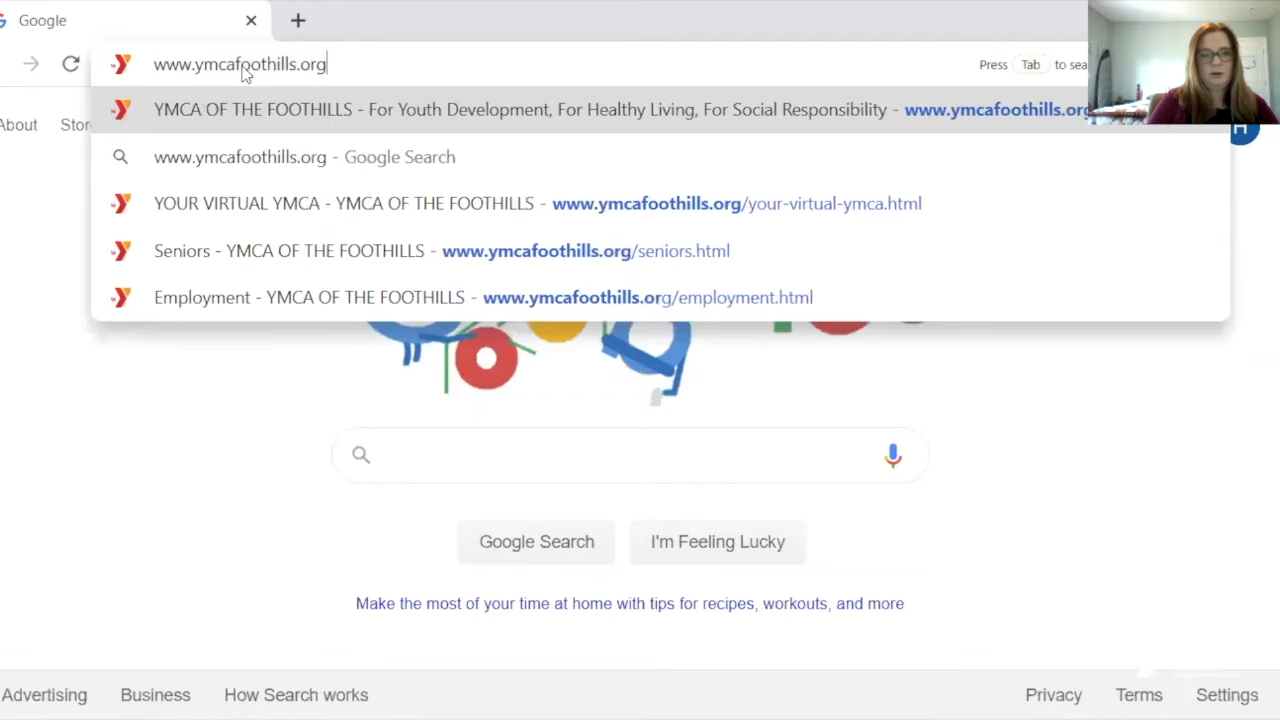 Google
www.ymcafoothills.org
Press Tab to sea
YMCA OF THE FOOTHILLS - For Youth Development, For Healthy Living, For Social Responsibility - www.ymcafoothills.org
About Stor
H
www.ymcafoothills.org - Google Search
YOUR VIRTUAL YMCA - YMCA OF THE FOOTHILLS - www.ymcafoothills.org/your-virtual-ymca.html
Seniors - YMCA OF THE FOOTHILLS - www.ymcafoothills.org/seniors.html
Employment - YMCA OF THE FOOTHILLS - www.ymcafoothills.org/employment.html
Google Search
I'm Feeling Lucky
Make the most of your time at home with tips for recipes, workouts, and more
Advertising Business How Search works Privacy Terms Settings